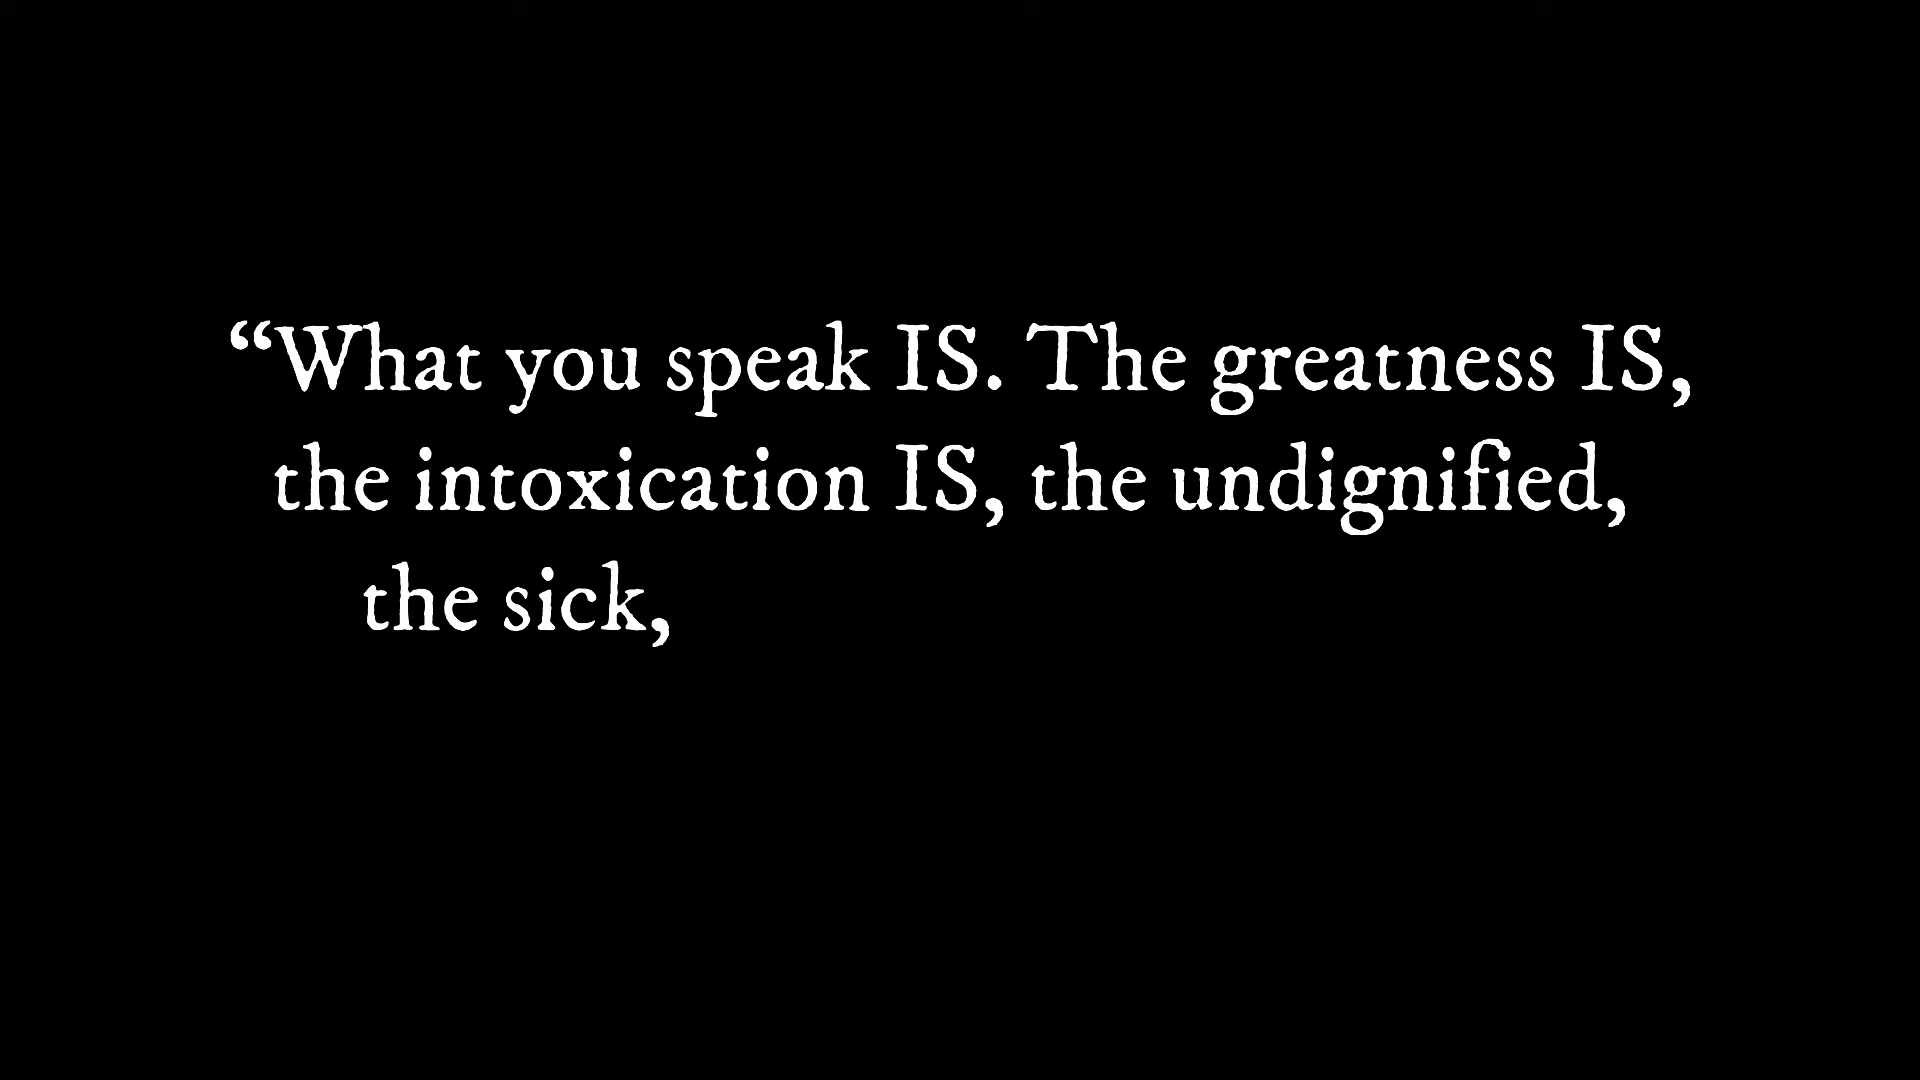 “What you speak IS. The greatness IS,
the intoxication IS, the undignified,
the sick,